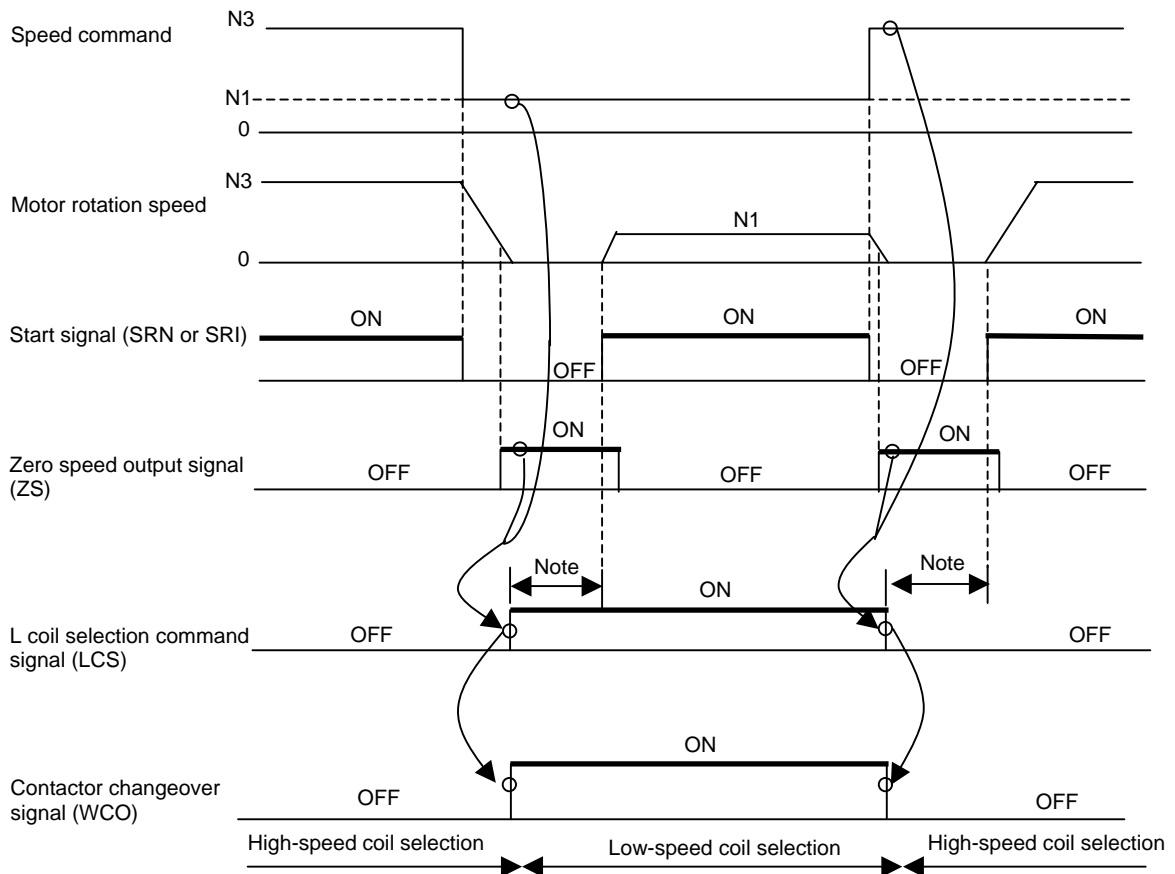 N3
Speed command
N1
0
N3
Motor rotation speed
N1
0
ON
ON
ON
Start signal (SRN or SRI)
OFF
OFF
ON
ON
Zero speed output signal
(ZS)
OFF
OFF
OFF
Note
Note
ON
L coil selection command
signal (LCS)
OFF
OFF
ON
Contactor changeover
signal (WCO)
OFF
OFF
High-speed coil selection
Low-speed coil selection
High-speed coil selection